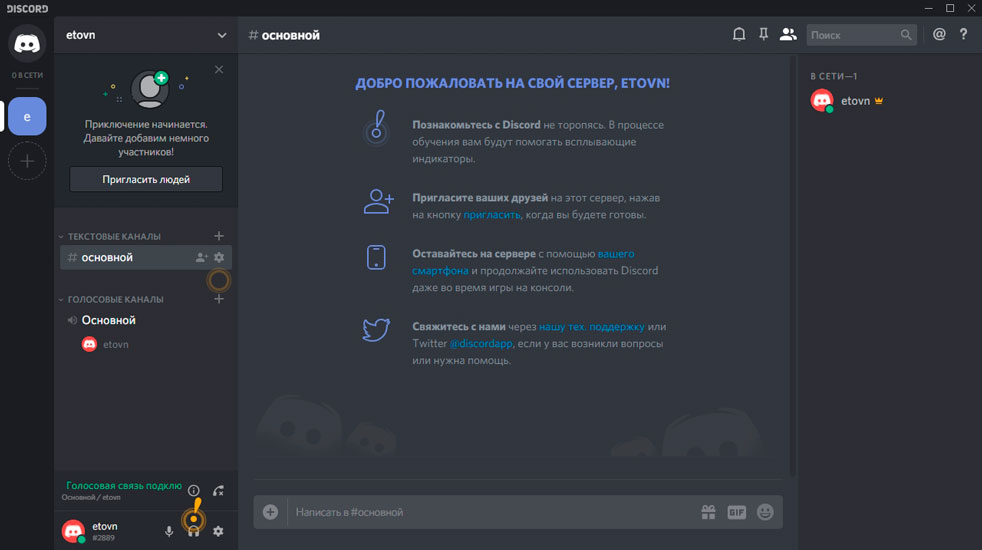 DISCORD
0 В СЕТИ
e
etovn
Приключение начинается.
Давайте добавим немного
участников!
Пригласить людей
ТЕКСТОВЫЕ КАНАЛЫ
# основной
ГОЛОСОВЫЕ КАНАЛЫ
Основной
etovn
Голосовая связь подклю
Основной / etovn
etovn
#2889
# основной
Поиск
@ ?
ДОБРО ПОЖАЛОВАТЬ НА СВОЙ СЕРВЕР, ETOVN!
Познакомьтесь с Discord не торопясь. В процессе
обучения вам будут помогать всплывающие
индикаторы.
Пригласите ваших друзей на этот сервер, нажав
на кнопку пригласить, когда вы будете готовы.
Оставайтесь на сервере с помощью вашего
смартфона и продолжайте использовать Discord
даже во время игры на консоли.
Свяжитесь с нами через нашу тех. поддержку или
Twitter @discordapp, если у вас возникли вопросы
или нужна помощь.
Написать в #основной
GIF
В СЕТИ—1
etovn